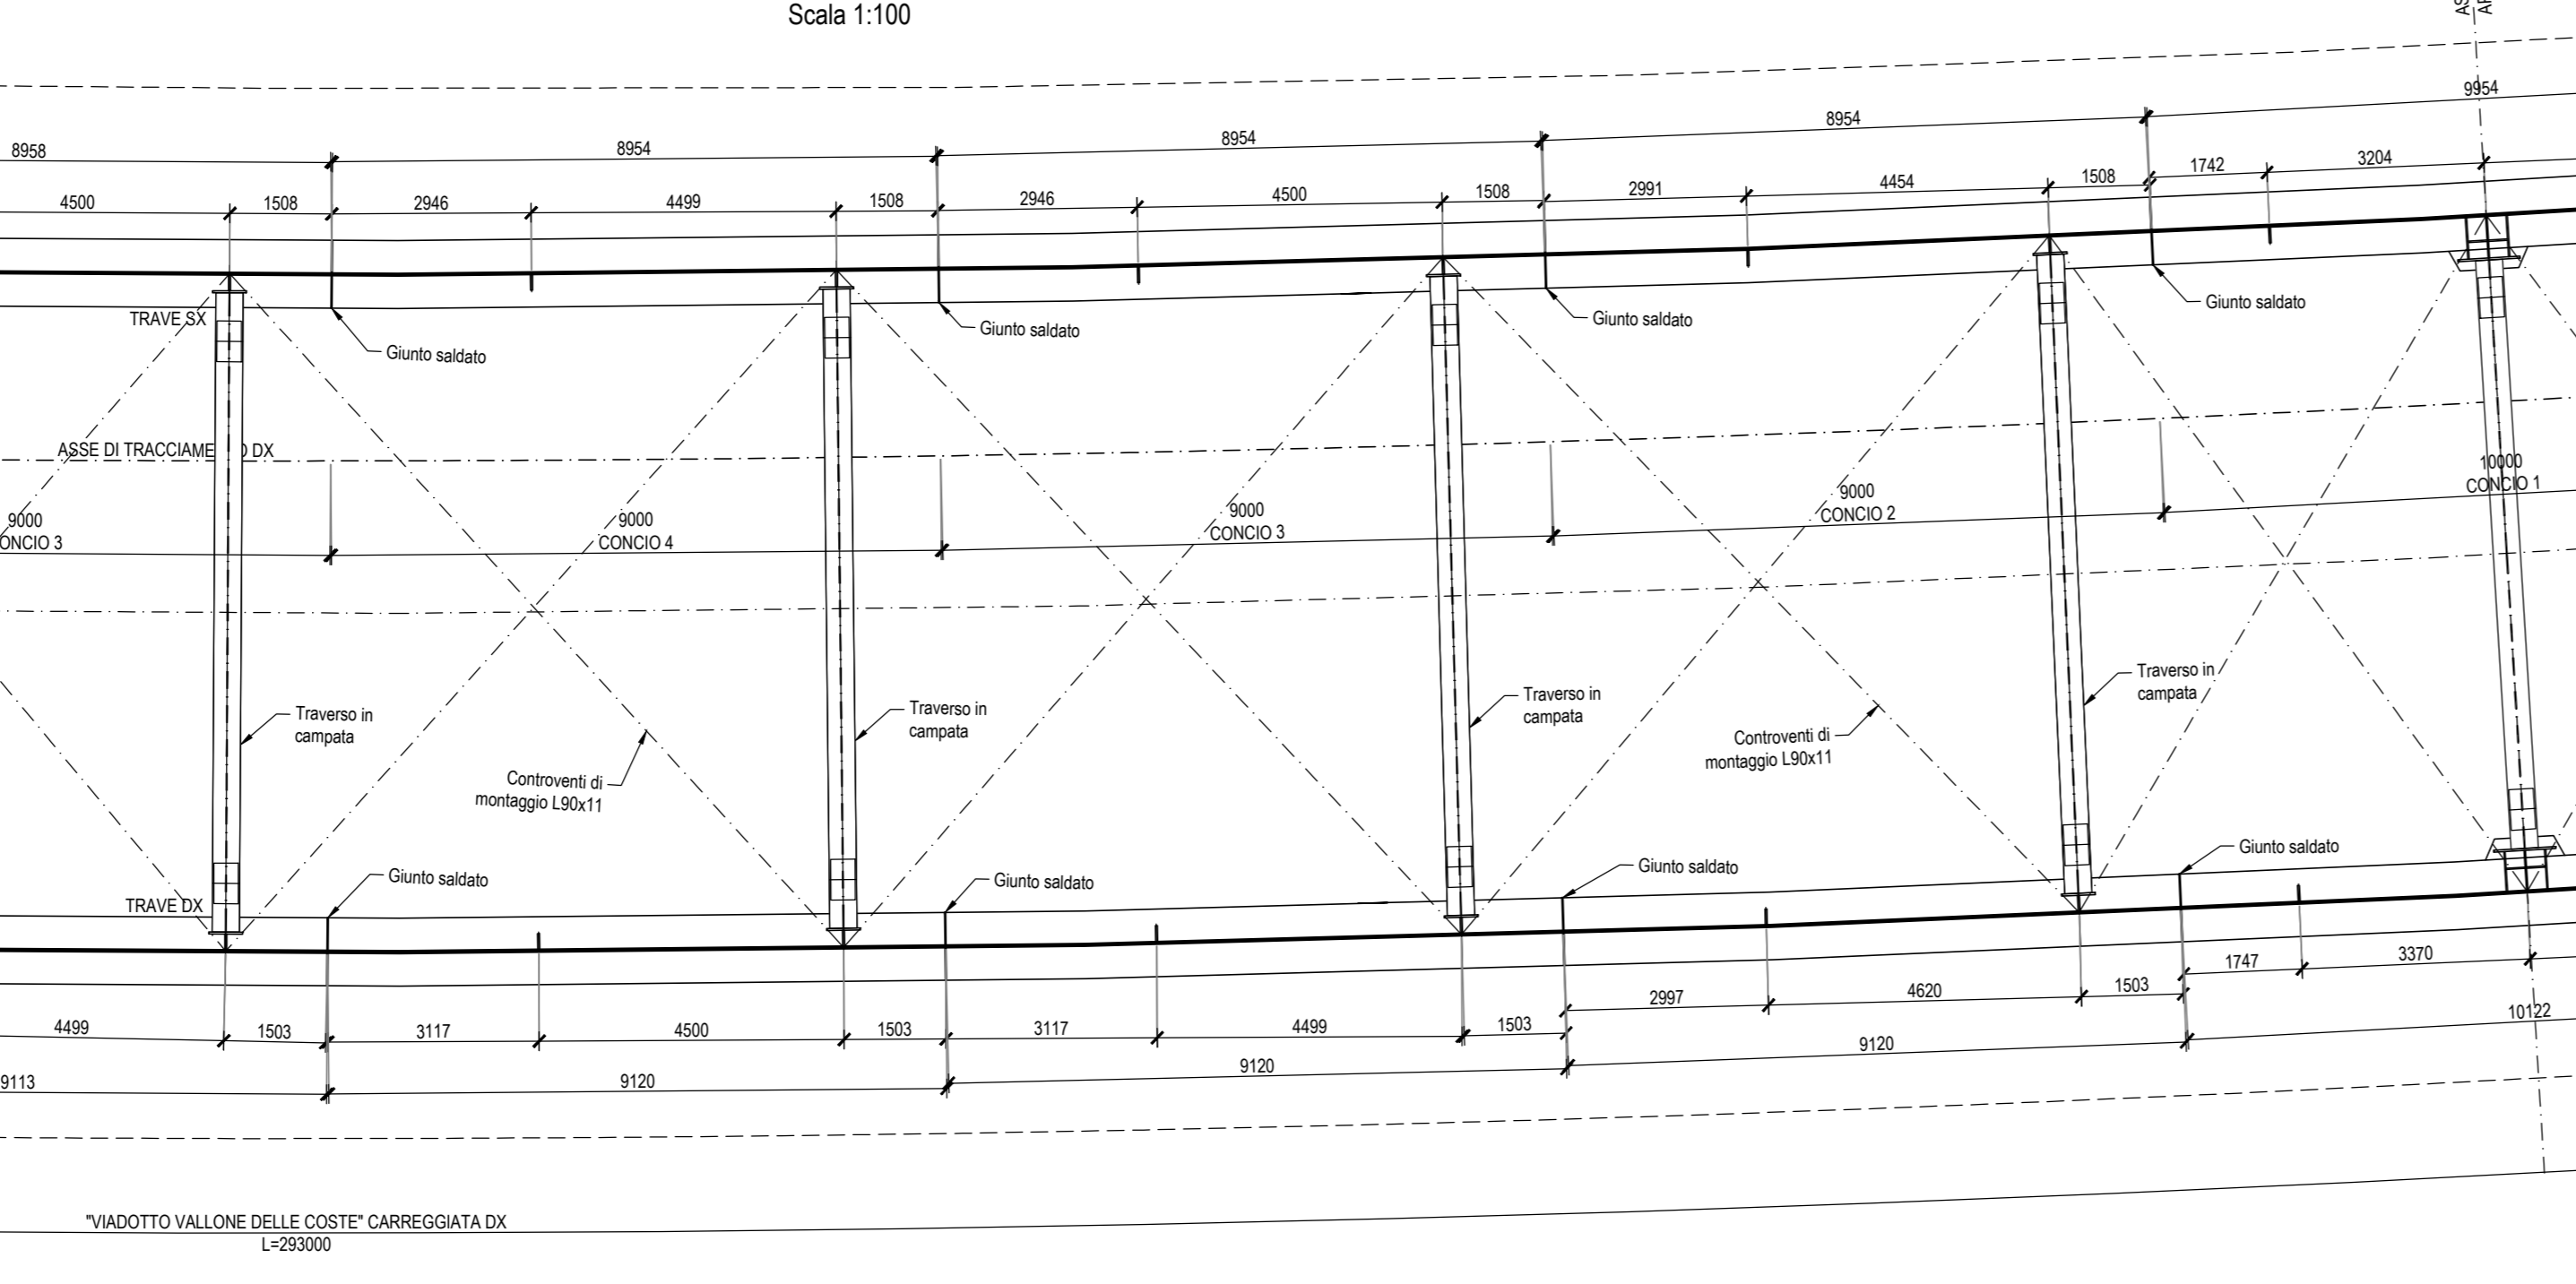 Scala 1:100
9954
8958
8954
8954
8954
4500
1508
2946
4499
1508
2946
4500
1508
2991
4454
1508
1742
3204
TRAVE SX
Giunto saldato
Giunto saldato
Giunto saldato
Giunto saldato
ASSE DI TRACCIAME O DX
9000
ONCIO 3
9000
CONCIO 4
9000
CONCIO 3
9000
CONCIO 2
10000
CONCIO 1
Traverso in
campata
Traverso in
campata
Traverso in
campata
Traverso in
campata
Controventi di
montaggio L90x11
Controventi di
montaggio L90x11
TRAVE DX
Giunto saldato
Giunto saldato
Giunto saldato
Giunto saldato
4499
1503
3117
4500
1503
3117
4499
1503
2997
4620
1503
1747
3370
9113
9120
9120
9120
10122
"VIADOTTO VALLONE DELLE COSTE" CARREGGIATA DX
L=293000